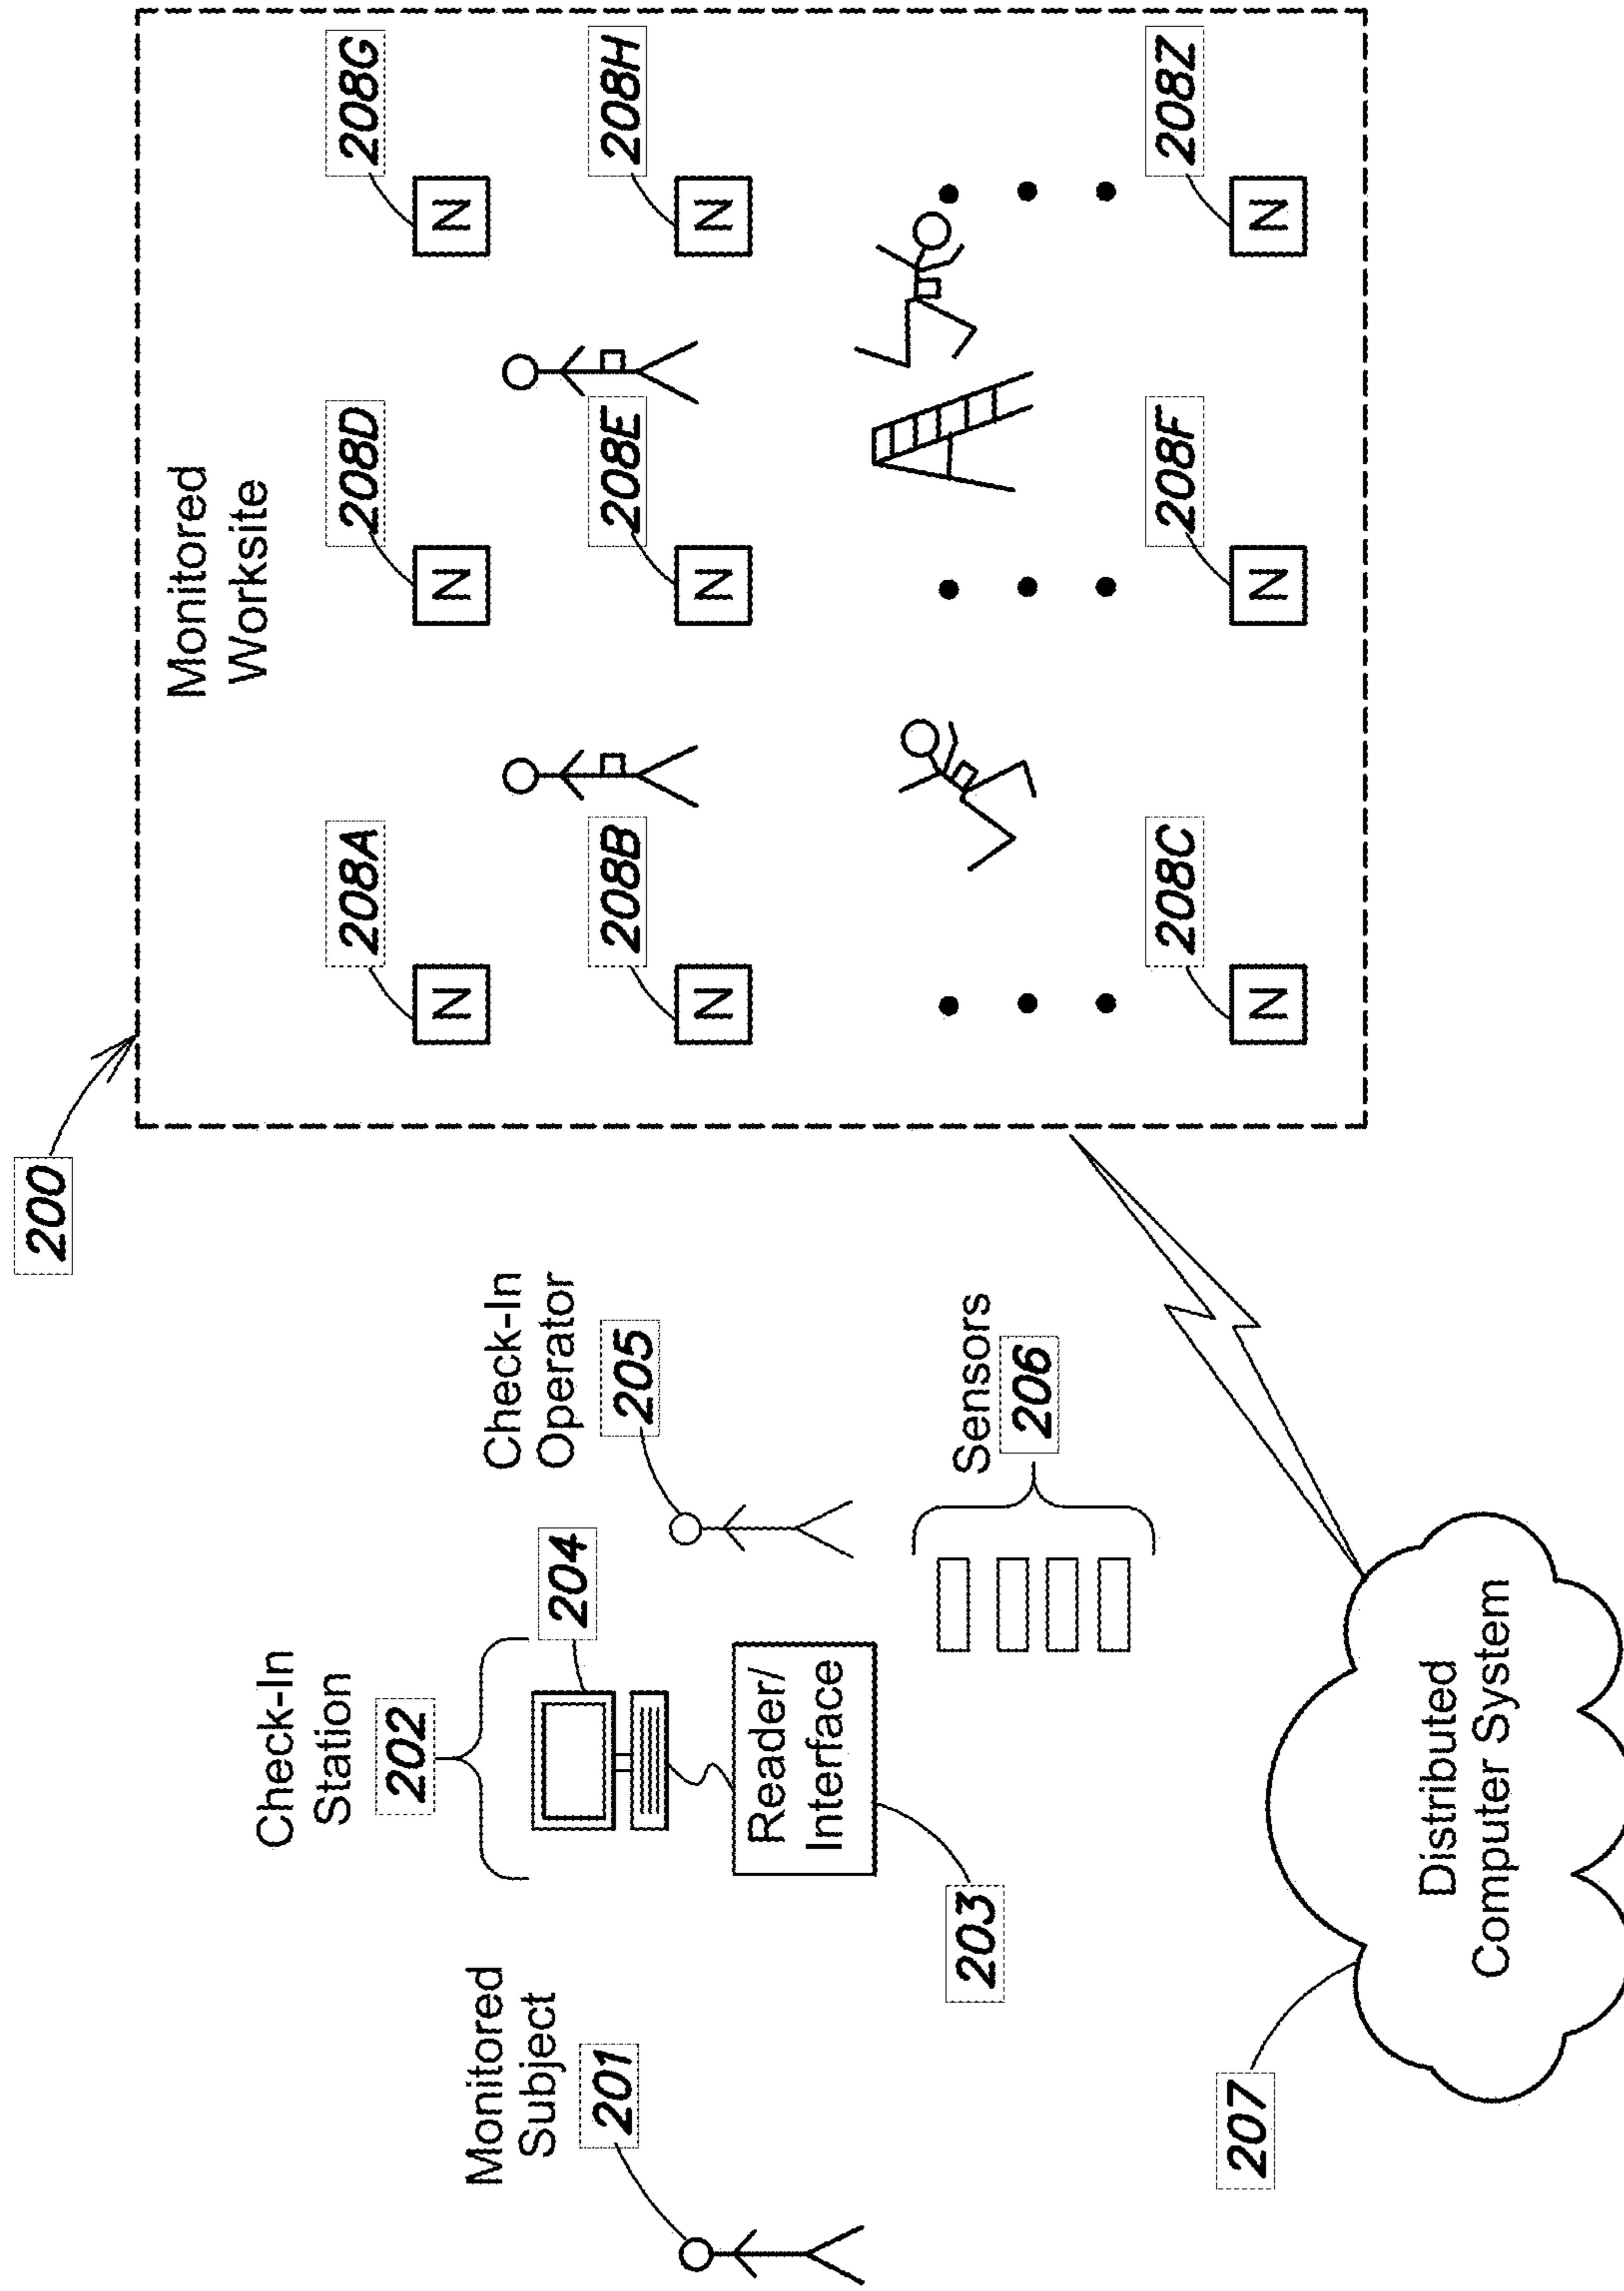 200
Monitored
Worksite
208A
N
208D
N
208G
N
208B
N
208E
N
208H
N
208C
N
208F
N
208Z
N
Monitored
Subject
201
Check-In
Station
202
204
Reader/
Interface
203
Check-In
Operator
205
Sensors
206
207
Distributed
Computer System